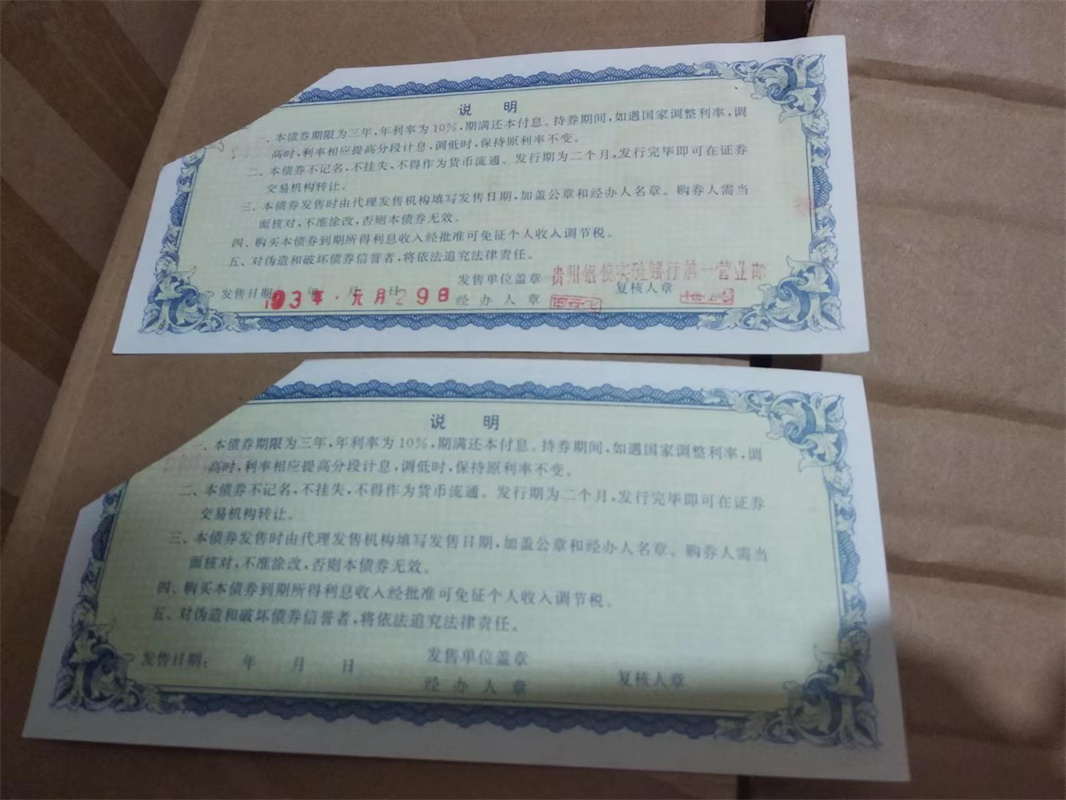 说 明
一、本债券期限为三年,年利率为10%,期满还本付息。持券期间,如遇国家调整利率,调
高时,利率相应提高分段计息,调低时,保持原利率不变。
二、本债券不记名,不挂失,不得作为货币流通。发行期为二个月,发行完毕即可在证券
交易机构转让。
三、本债券发售时由代理发售机构填写发售日期,加盖公章和经办人名章。购券人需当
面核对,不准涂改,否则本债券无效。
四、购买本债券到期所得利息收入经批准可免征个人收入调节税。
五、对伪造和破坏债券信誉者,将依法追究法律责任。
发售单位盖章 贵阳 实验银行第一营业部
发售日期: 年 月 日 193年·元月29日
经办人章 复核人章
说 明
一、本债券期限为三年,年利率为10%,期满还本付息。持券期间,如遇国家调整利率,调
高时,利率相应提高分段计息,调低时,保持原利率不变。
二、本债券不记名,不挂失,不得作为货币流通。发行期为二个月,发行完毕即可在证券
交易机构转让。
三、本债券发售时由代理发售机构填写发售日期,加盖公章和经办人名章。购券人需当
面核对,不准涂改,否则本债券无效。
四、购买本债券到期所得利息收入经批准可免征个人收入调节税。
五、对伪造和破坏债券信誉者,将依法追究法律责任。
发售日期: 年 月 日 发售单位盖章
经办人章 复核人章